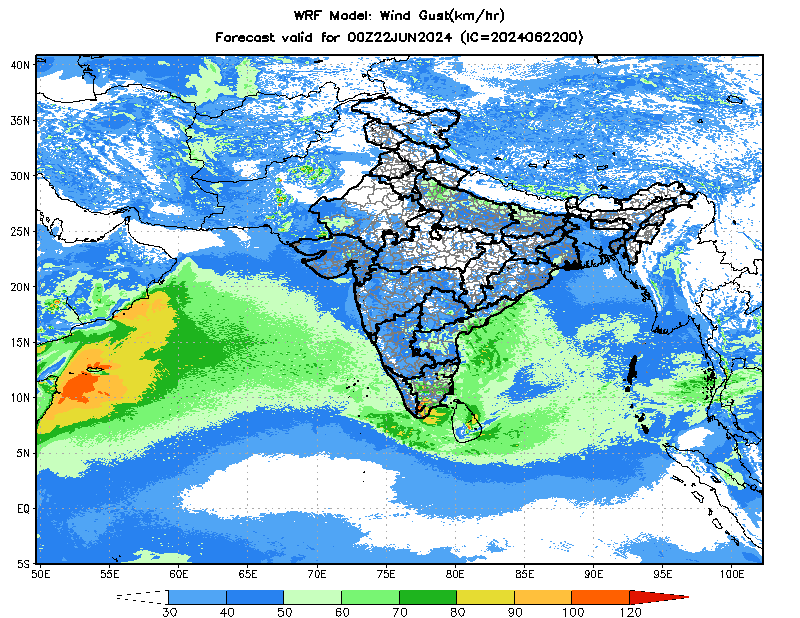 WRF Model: Wind Gust(km/hr)
Forecast valid for 00Z22JUN2024 (IC=2024062200)
40N
35N
30N
25N
20N
15N
10N
5N
EQ
5S
50E 55E 60E 65E 70E 75E 80E 85E 90E 95E 100E
30 40 50 60 70 80 90 100 120